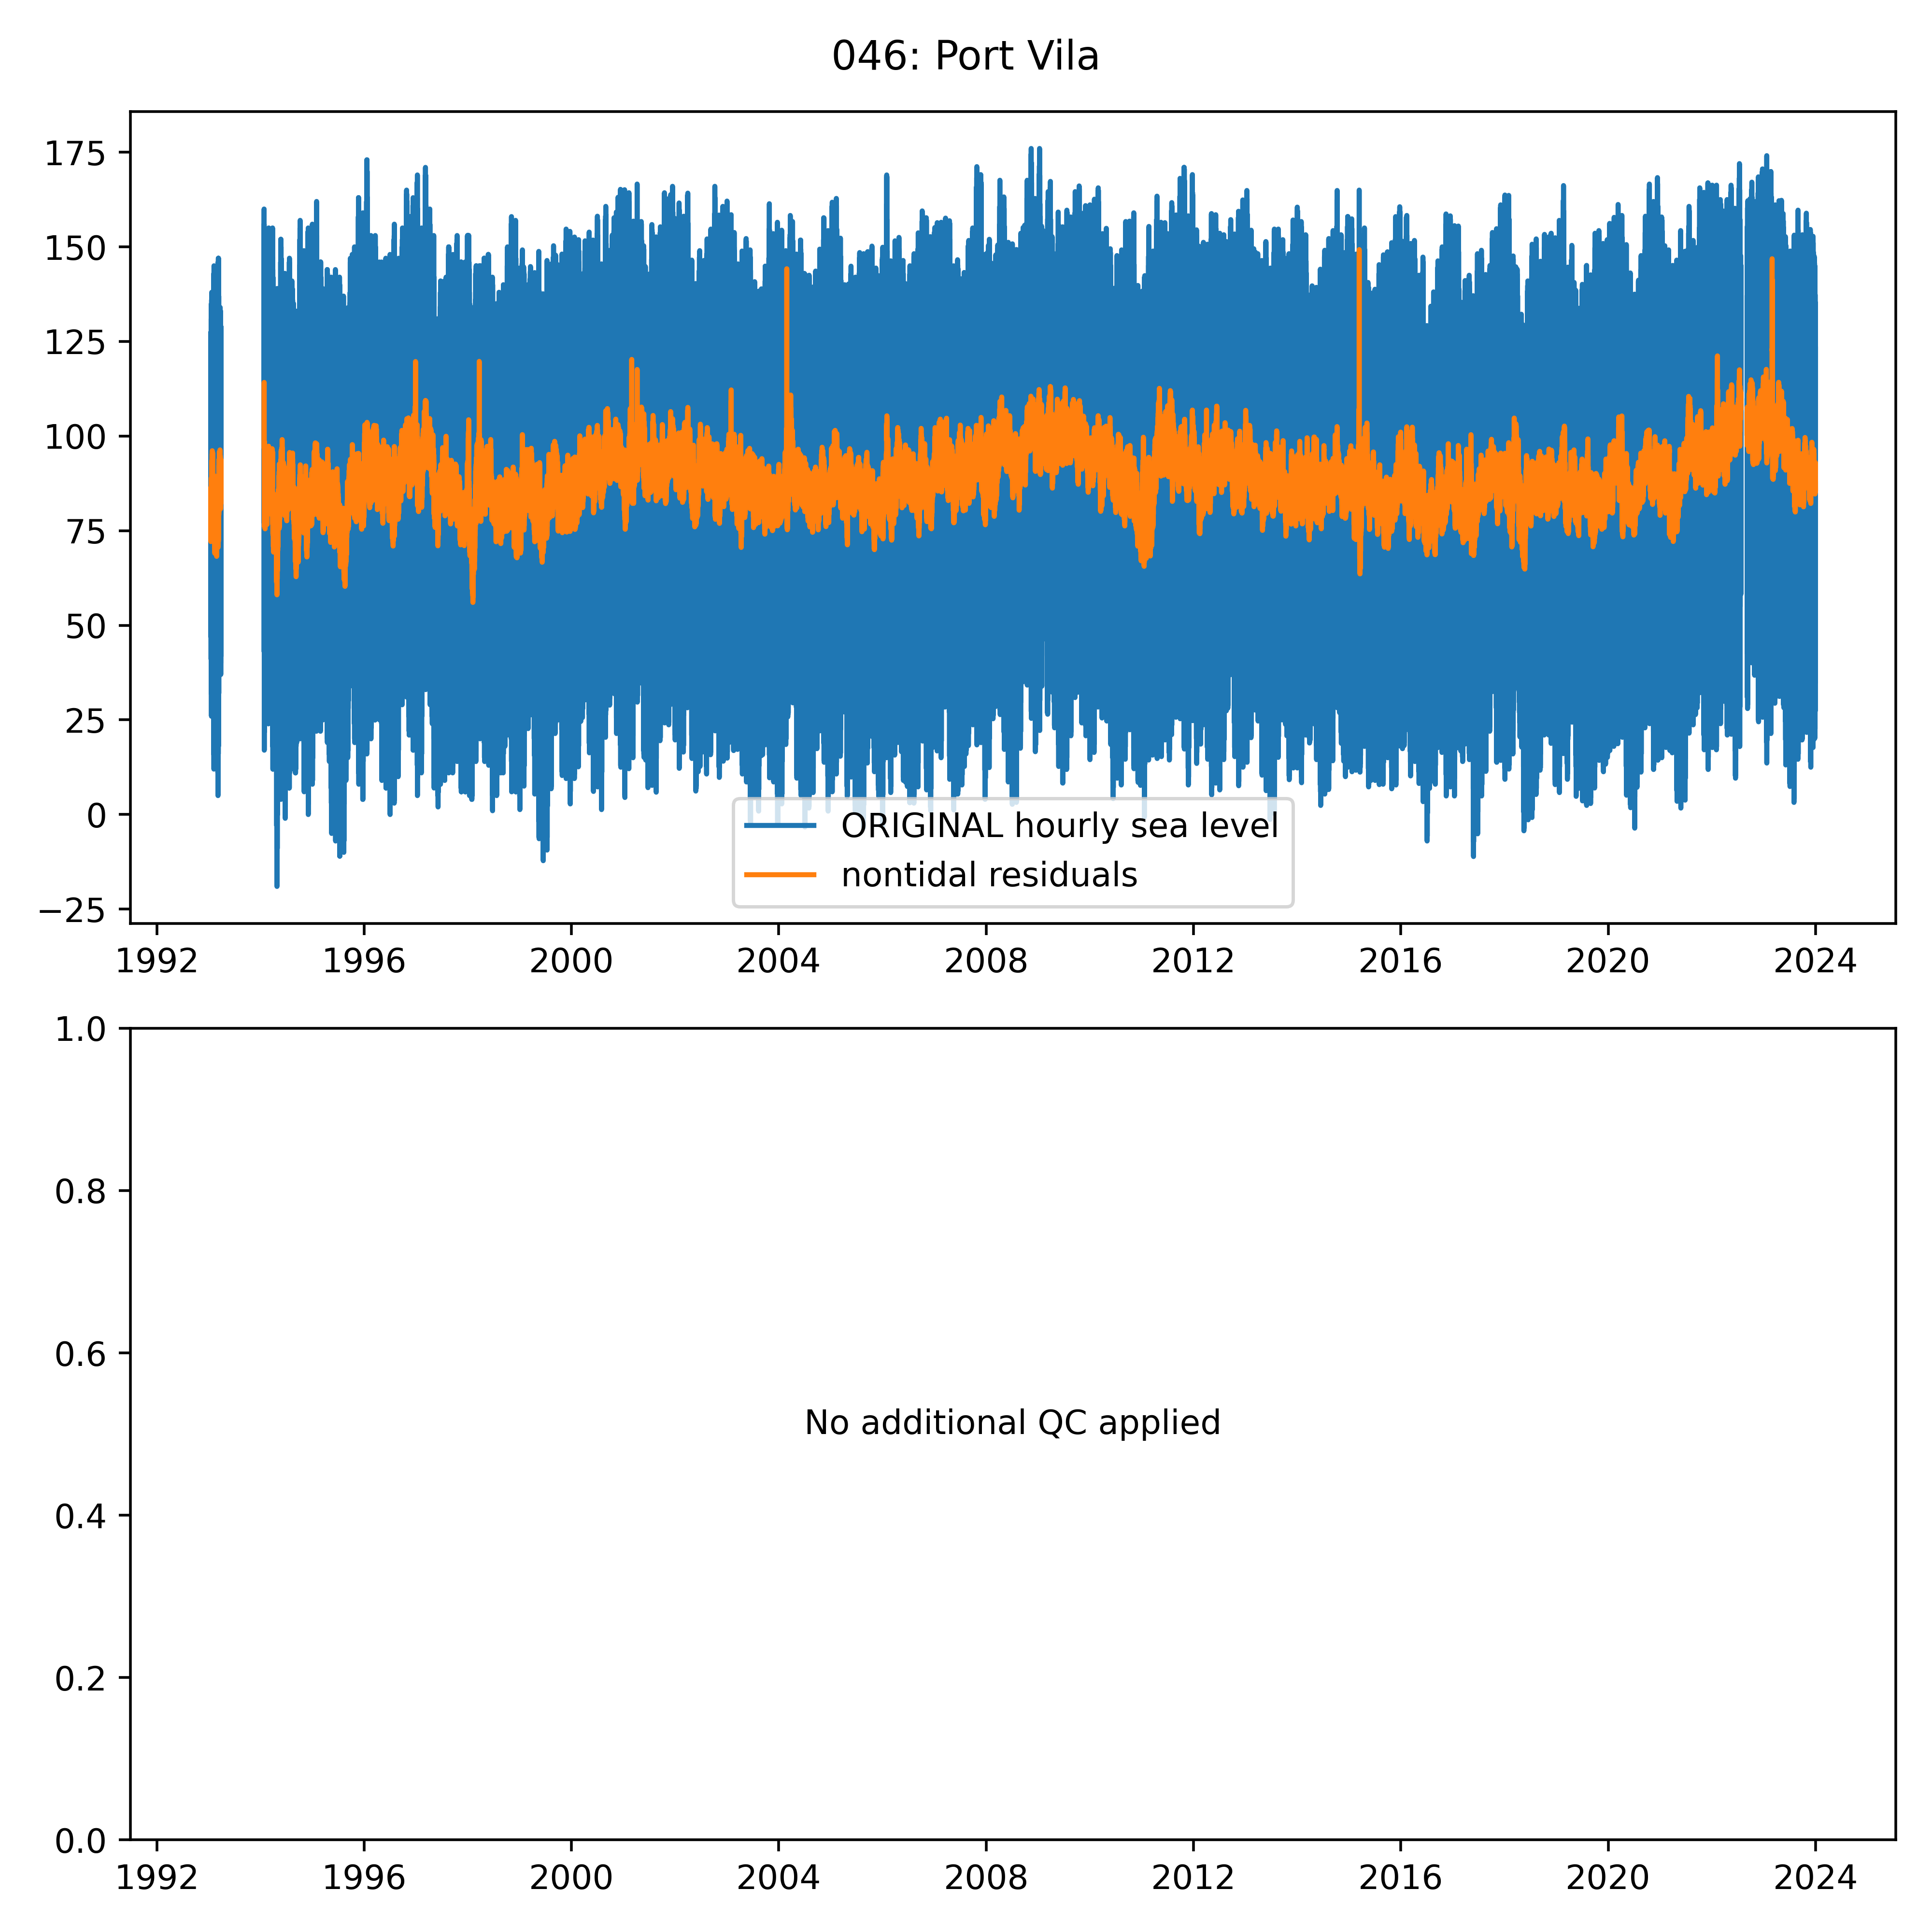 046: Port Vila
175
150
125
100
75
50
25
0
−25
ORIGINAL hourly sea level
nontidal residuals
1992 1996 2000 2004 2008 2012 2016 2020 2024
1.0
0.8
0.6
0.4
0.2
0.0
No additional QC applied
1992 1996 2000 2004 2008 2012 2016 2020 2024